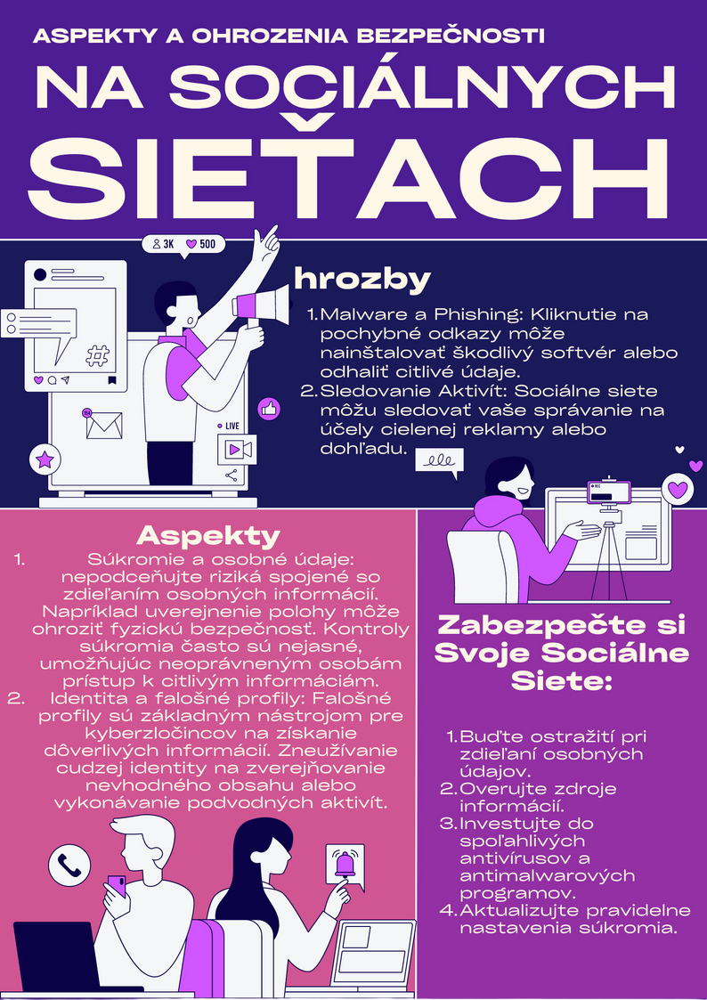 ASPEKTY A OHROZENIA BEZPEČNOSTI
NA SOCIÁLNYCH
SIEŤACH
3K 500
hrozby
1. Malware a Phishing: Kliknutie na
pochybné odkazy môže
nainštalovať škodlivý softvér alebo
odhaliť citlivé údaje.
2. Sledovanie Aktivít: Sociálne siete
môžu sledovať vaše správanie na
účely cielenej reklamy alebo
dohľadu.
#
LIVE
REC
Aspekty
1. Súkromie a osobné údaje:
nepodceňujte riziká spojené so
zdieľaním osobných informácií.
Napríklad uverejnenie polohy môže
ohroziť fyzickú bezpečnosť. Kontroly
súkromia často sú nejasné,
umožňujúc neoprávneným osobám
prístup k citlivým informáciám.
2. Identita a falošné profily: Falošné
profily sú základným nástrojom pre
kyberzločincov na získanie
dôverlivých informácií. Zneužívanie
cudzej identity na zverejňovanie
nevhodného obsahu alebo
vykonávanie podvodných aktivít.
Zabezpečte si
Svoje Sociálne
Siete:
1. Buďte ostražití pri
zdieľaní osobných
údajov.
2. Overujte zdroje
informácií.
3. Investujte do
spoľahlivých
antivírusov a
antimalwarových
programov.
4. Aktualizujte pravidelne
nastavenia súkromia.